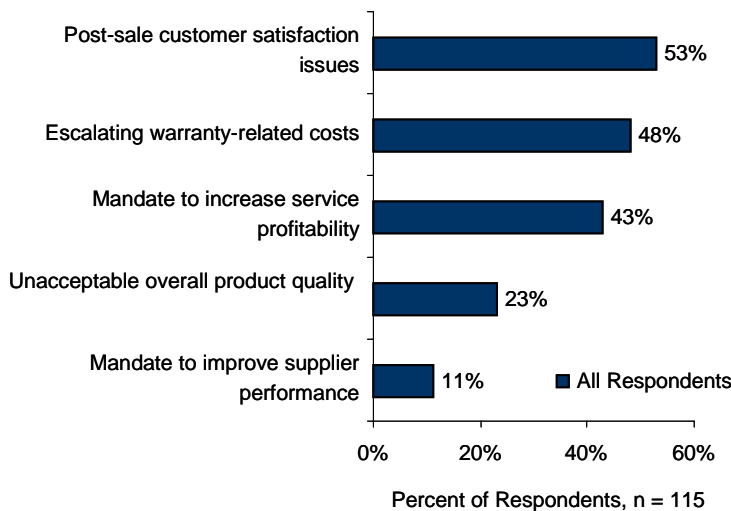 Post-sale customer satisfaction
issues
53%
Escalating warranty-related costs
48%
Mandate to increase service
profitability
43%
Unacceptable overall product quality
23%
Mandate to improve supplier
performance
11%
All Respondents
0% 20% 40% 60%
Percent of Respondents, n = 115